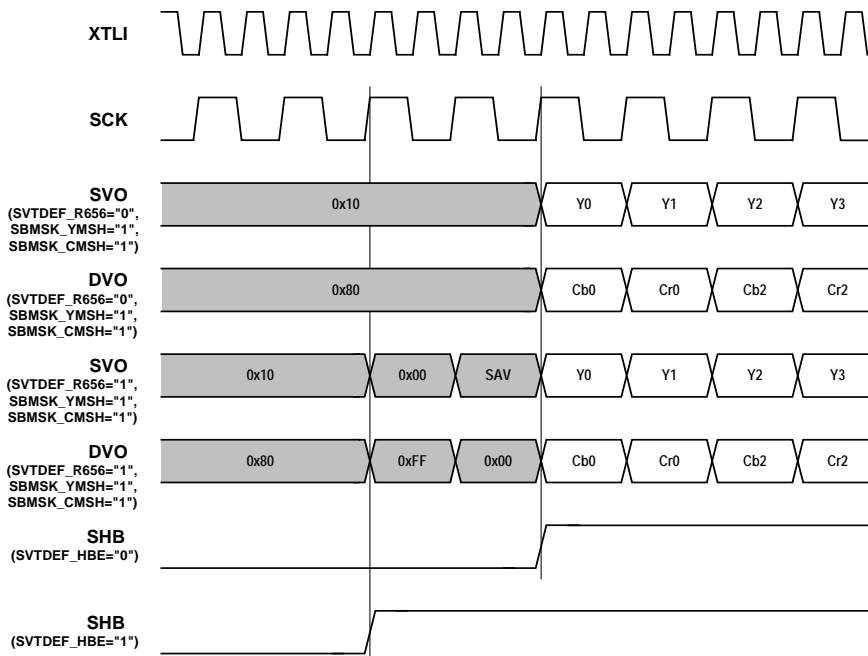 XTLI
SCK
SVO
(SVTDEF_R656="0",
SBMSK_YMSH="1",
SBMSK_CMSH="1")
0x10 Y0 Y1 Y2 Y3
DVO
(SVTDEF_R656="0",
SBMSK_YMSH="1",
SBMSK_CMSH="1")
0x80 Cb0 Cr0 Cb2 Cr2
SVO
(SVTDEF_R656="1",
SBMSK_YMSH="1",
SBMSK_CMSH="1")
0x10 0x00 SAV Y0 Y1 Y2 Y3
DVO
(SVTDEF_R656="1",
SBMSK_YMSH="1",
SBMSK_CMSH="1")
0x80 0xFF 0x00 Cb0 Cr0 Cb2 Cr2
SHB
(SVTDEF_HBE="0")
SHB
(SVTDEF_HBE="1")